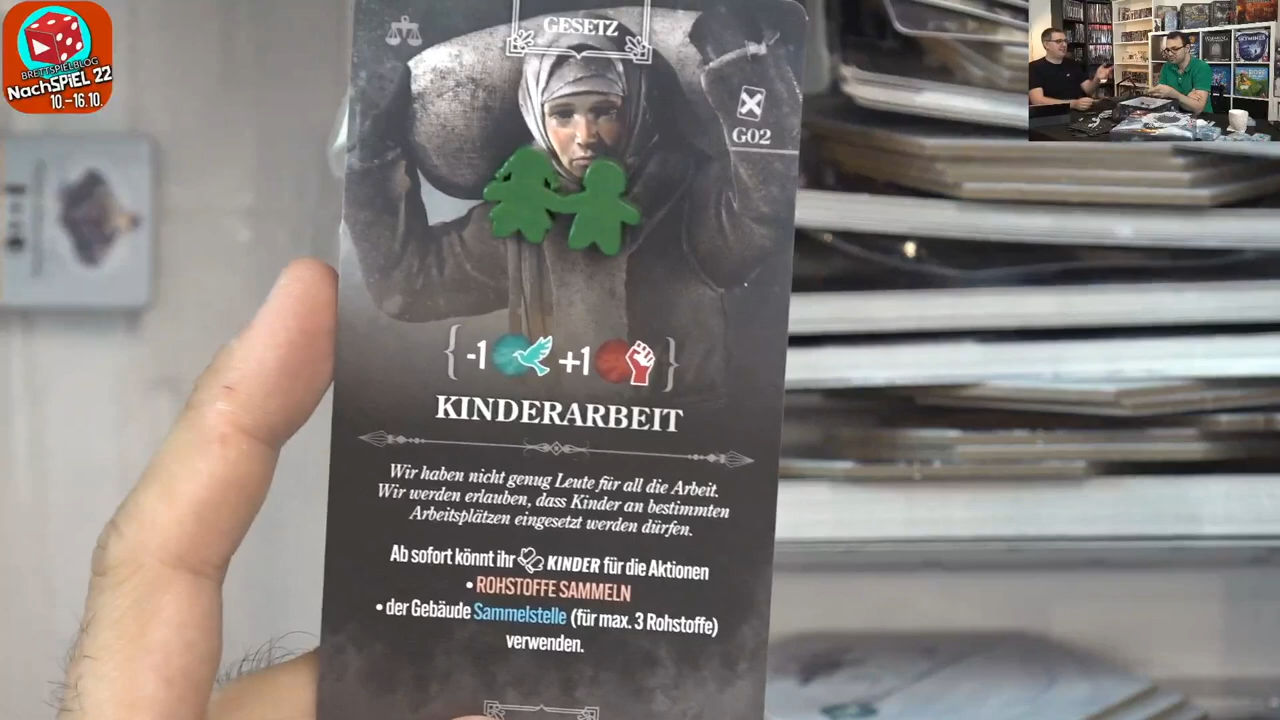 BRETTSPIELBLOG
NachSPiEL 22
10.–16.10.
GESETZ
G02
-1 +1
KINDERARBEIT
Wir haben nicht genug Leute für all die Arbeit.
Wir werden erlauben, dass Kinder an bestimmten
Arbeitsplätzen eingesetzt werden dürfen.
Ab sofort könnt ihr KINDER für die Aktionen
• ROHSTOFFE SAMMELN
• der Gebäude Sammelstelle (für max. 3 Rohstoffe)
verwenden.
SKYMINES